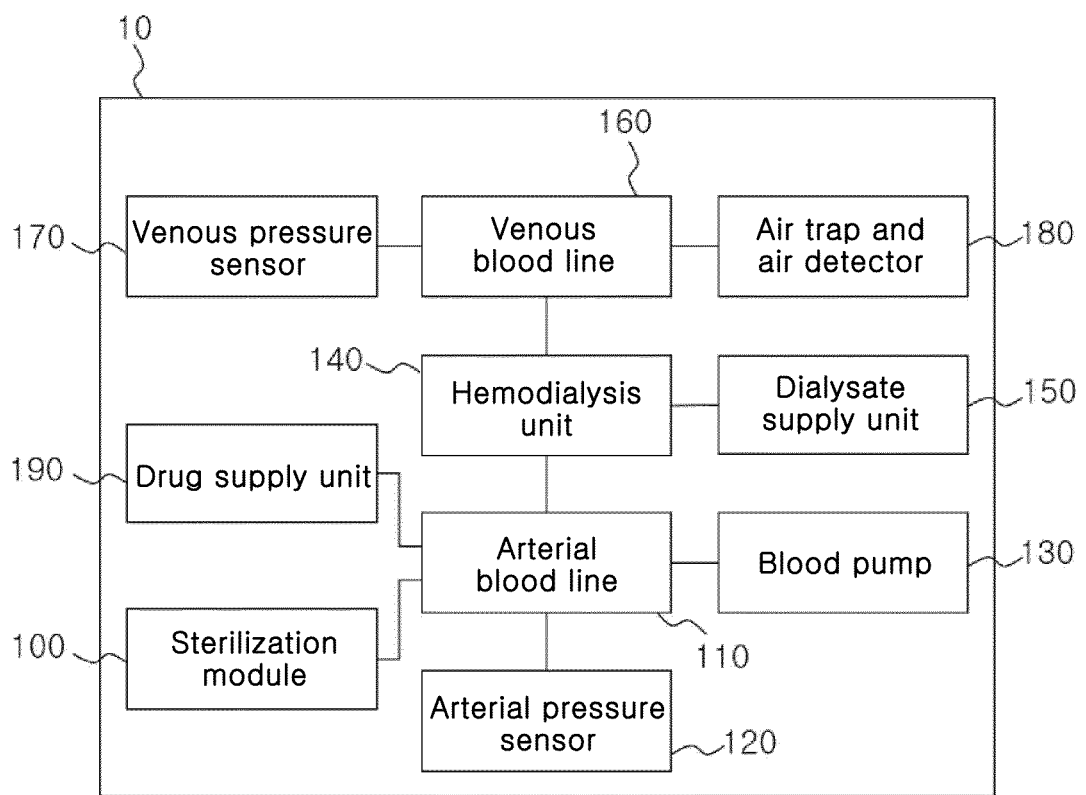 10
160
170
Venous pressure
sensor
Venous
blood line
Air trap and
air detector
180
140
Hemodialysis
unit
Dialysate
supply unit
150
190
Drug supply unit
Arterial
blood line
Blood pump
130
100
Sterilization
module
110
Arterial pressure
sensor
120